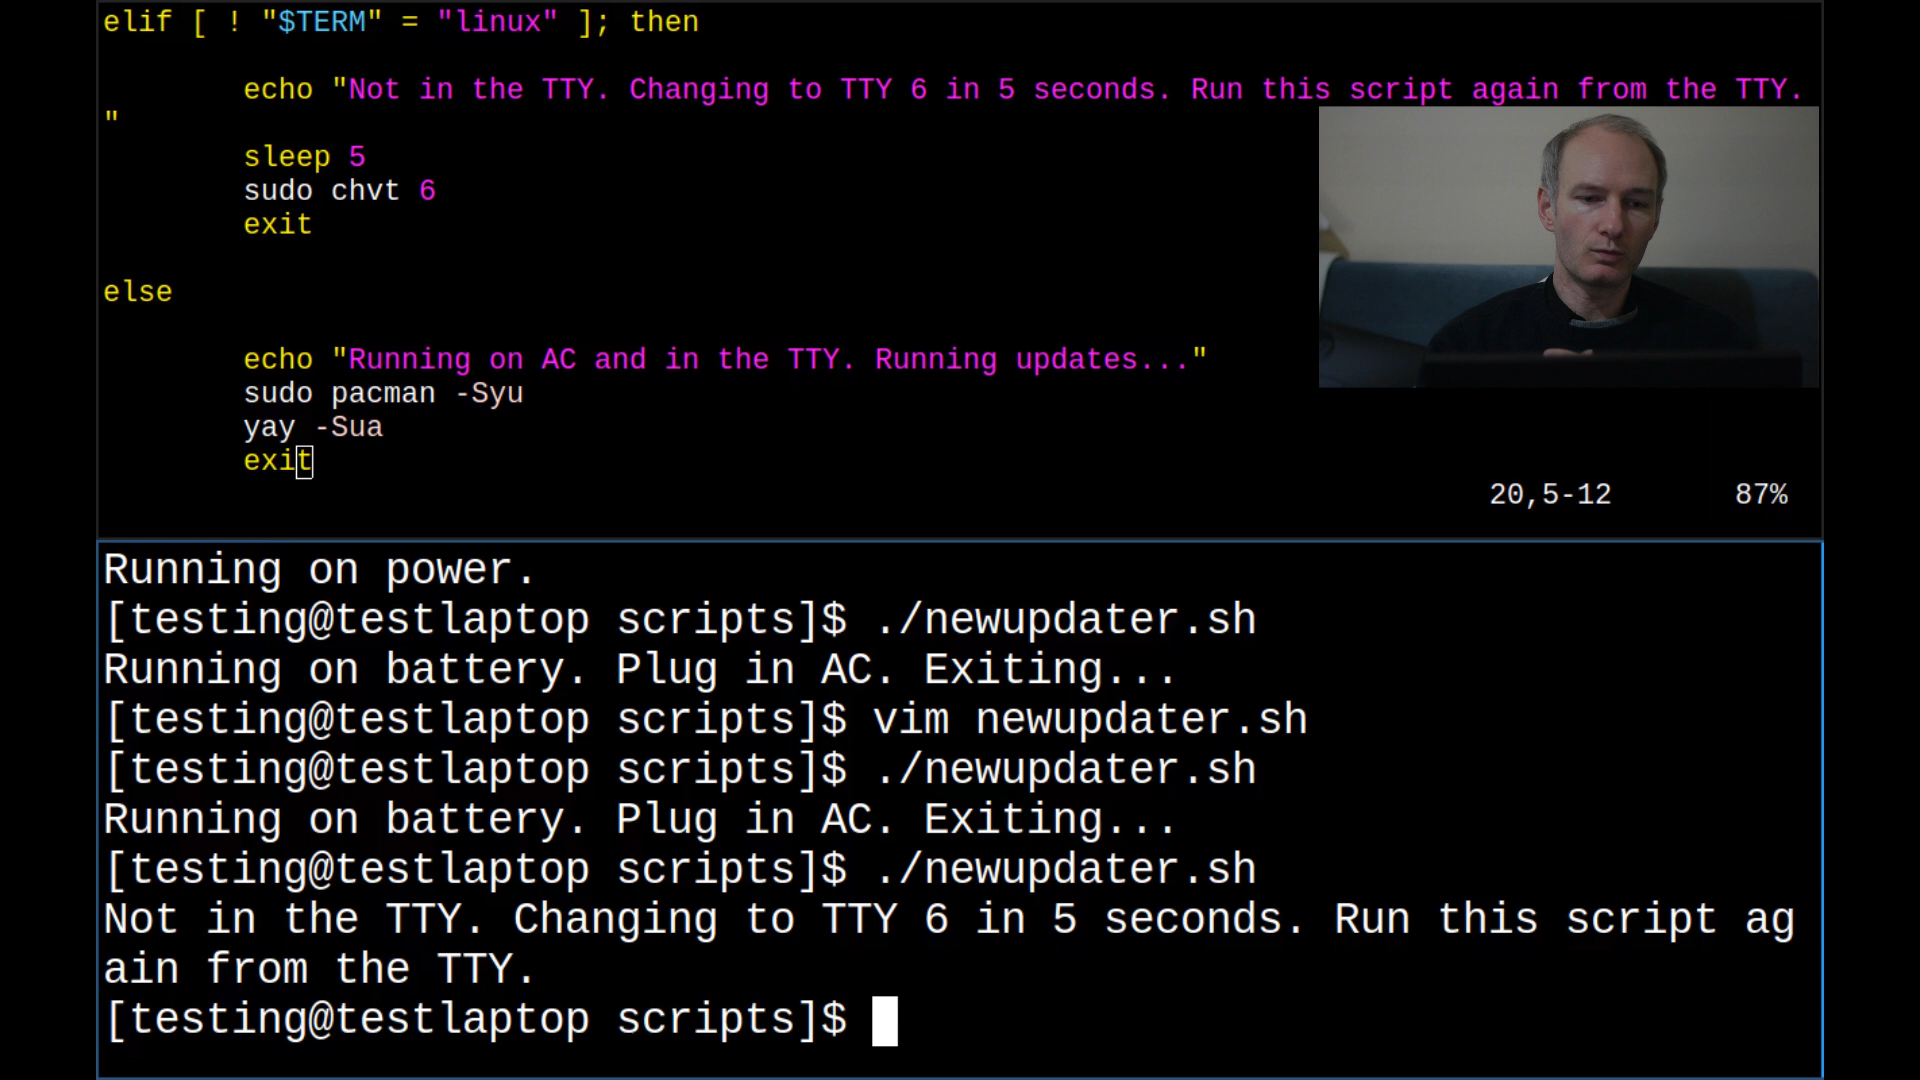 elif [ ! "$TERM" = "linux" ]; then
echo "Not in the TTY. Changing to TTY 6 in 5 seconds. Run this script again from the TTY.
"
sleep 5
sudo chvt 6
exit
else
echo "Running on AC and in the TTY. Running updates..."
sudo pacman -Syu
yay -Sua
exit
20,5-12 87%
Running on power.
[testing@testlaptop scripts]$ ./newupdater.sh
Running on battery. Plug in AC. Exiting...
[testing@testlaptop scripts]$ vim newupdater.sh
[testing@testlaptop scripts]$ ./newupdater.sh
Running on battery. Plug in AC. Exiting...
[testing@testlaptop scripts]$ ./newupdater.sh
Not in the TTY. Changing to TTY 6 in 5 seconds. Run this script ag
ain from the TTY.
[testing@testlaptop scripts]$